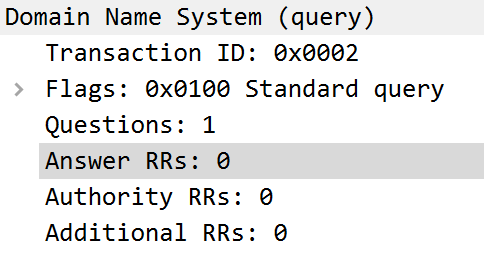 Domain Name System (query)
Transaction ID: 0x0002
Flags: 0x0100 Standard query
Questions: 1
Answer RRs: 0
Authority RRs: 0
Additional RRs: 0